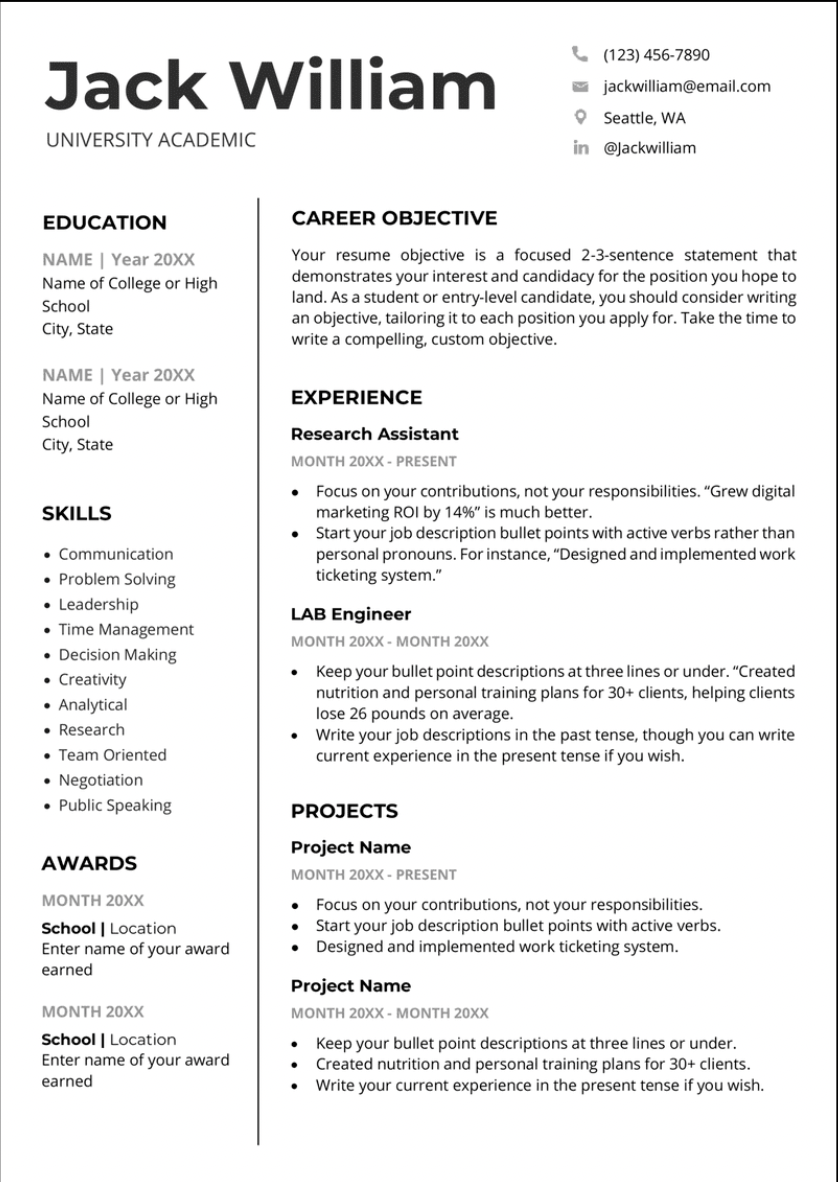 Jack William
UNIVERSITY ACADEMIC
(123) 456-7890
jackwilliam@email.com
Seattle, WA
in @Jackwilliam
EDUCATION
NAME | Year 20XX
Name of College or High
School
City, State
NAME | Year 20XX
Name of College or High
School
City, State
SKILLS
• Communication
• Problem Solving
• Leadership
• Time Management
• Decision Making
• Creativity
• Analytical
• Research
• Team Oriented
• Negotiation
• Public Speaking
AWARDS
MONTH 20XX
School | Location
Enter name of your award
earned
MONTH 20XX
School | Location
Enter name of your award
earned
CAREER OBJECTIVE
Your resume objective is a focused 2-3-sentence statement that
demonstrates your interest and candidacy for the position you hope to
land. As a student or entry-level candidate, you should consider writing
an objective, tailoring it to each position you apply for. Take the time to
write a compelling, custom objective.
EXPERIENCE
Research Assistant
MONTH 20XX - PRESENT
• Focus on your contributions, not your responsibilities. “Grew digital
marketing ROI by 14%” is much better.
• Start your job description bullet points with active verbs rather than
personal pronouns. For instance, “Designed and implemented work
ticketing system.”
LAB Engineer
MONTH 20XX - MONTH 20XX
• Keep your bullet point descriptions at three lines or under. “Created
nutrition and personal training plans for 30+ clients, helping clients
lose 26 pounds on average.
• Write your job descriptions in the past tense, though you can write
current experience in the present tense if you wish.
PROJECTS
Project Name
MONTH 20XX - PRESENT
• Focus on your contributions, not your responsibilities.
• Start your job description bullet points with active verbs.
• Designed and implemented work ticketing system.
Project Name
MONTH 20XX - MONTH 20XX
• Keep your bullet point descriptions at three lines or under.
• Created nutrition and personal training plans for 30+ clients.
• Write your current experience in the present tense if you wish.